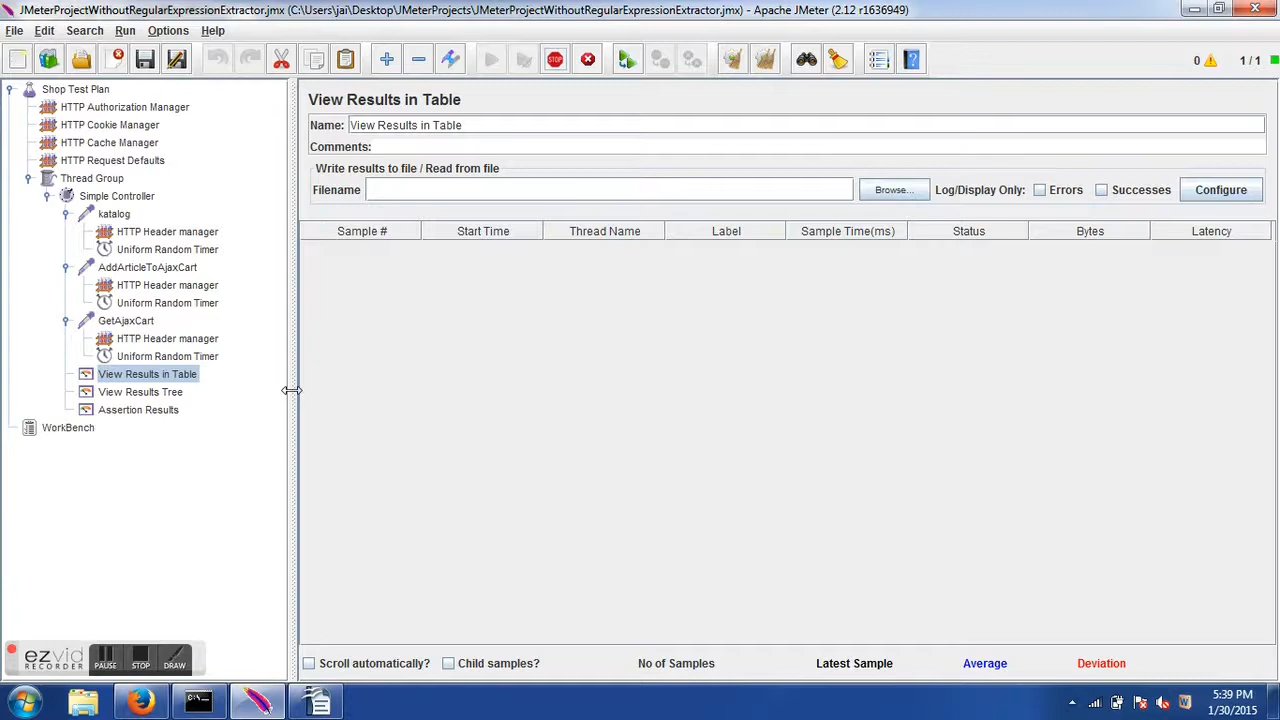 JMeterProjectWithoutRegularExpressionExtractor.jmx (C:\Users\jai\Desktop\JMeterProjects\JMeterProjectWithoutRegularExpressionExtractor.jmx) - Apache JMeter (2.12 r1636949)
File Edit Search Run Options Help
STOP 0 1 / 1
Shop Test Plan
HTTP Authorization Manager
HTTP Cookie Manager
HTTP Cache Manager
HTTP Request Defaults
Thread Group
Simple Controller
katalog
HTTP Header manager
Uniform Random Timer
AddArticleToAjaxCart
HTTP Header manager
Uniform Random Timer
GetAjaxCart
HTTP Header manager
Uniform Random Timer
View Results in Table
View Results Tree
Assertion Results
WorkBench
View Results in Table
Name: View Results in Table
Comments:
Write results to file / Read from file
Filename Browse... Log/Display Only: Errors Successes Configure
Sample # Start Time Thread Name Label Sample Time(ms) Status Bytes Latency
Scroll automatically? Child samples? No of Samples Latest Sample Average Deviation
ezvid
RECORDER
PAUSE STOP DRAW
5:39 PM
1/30/2015